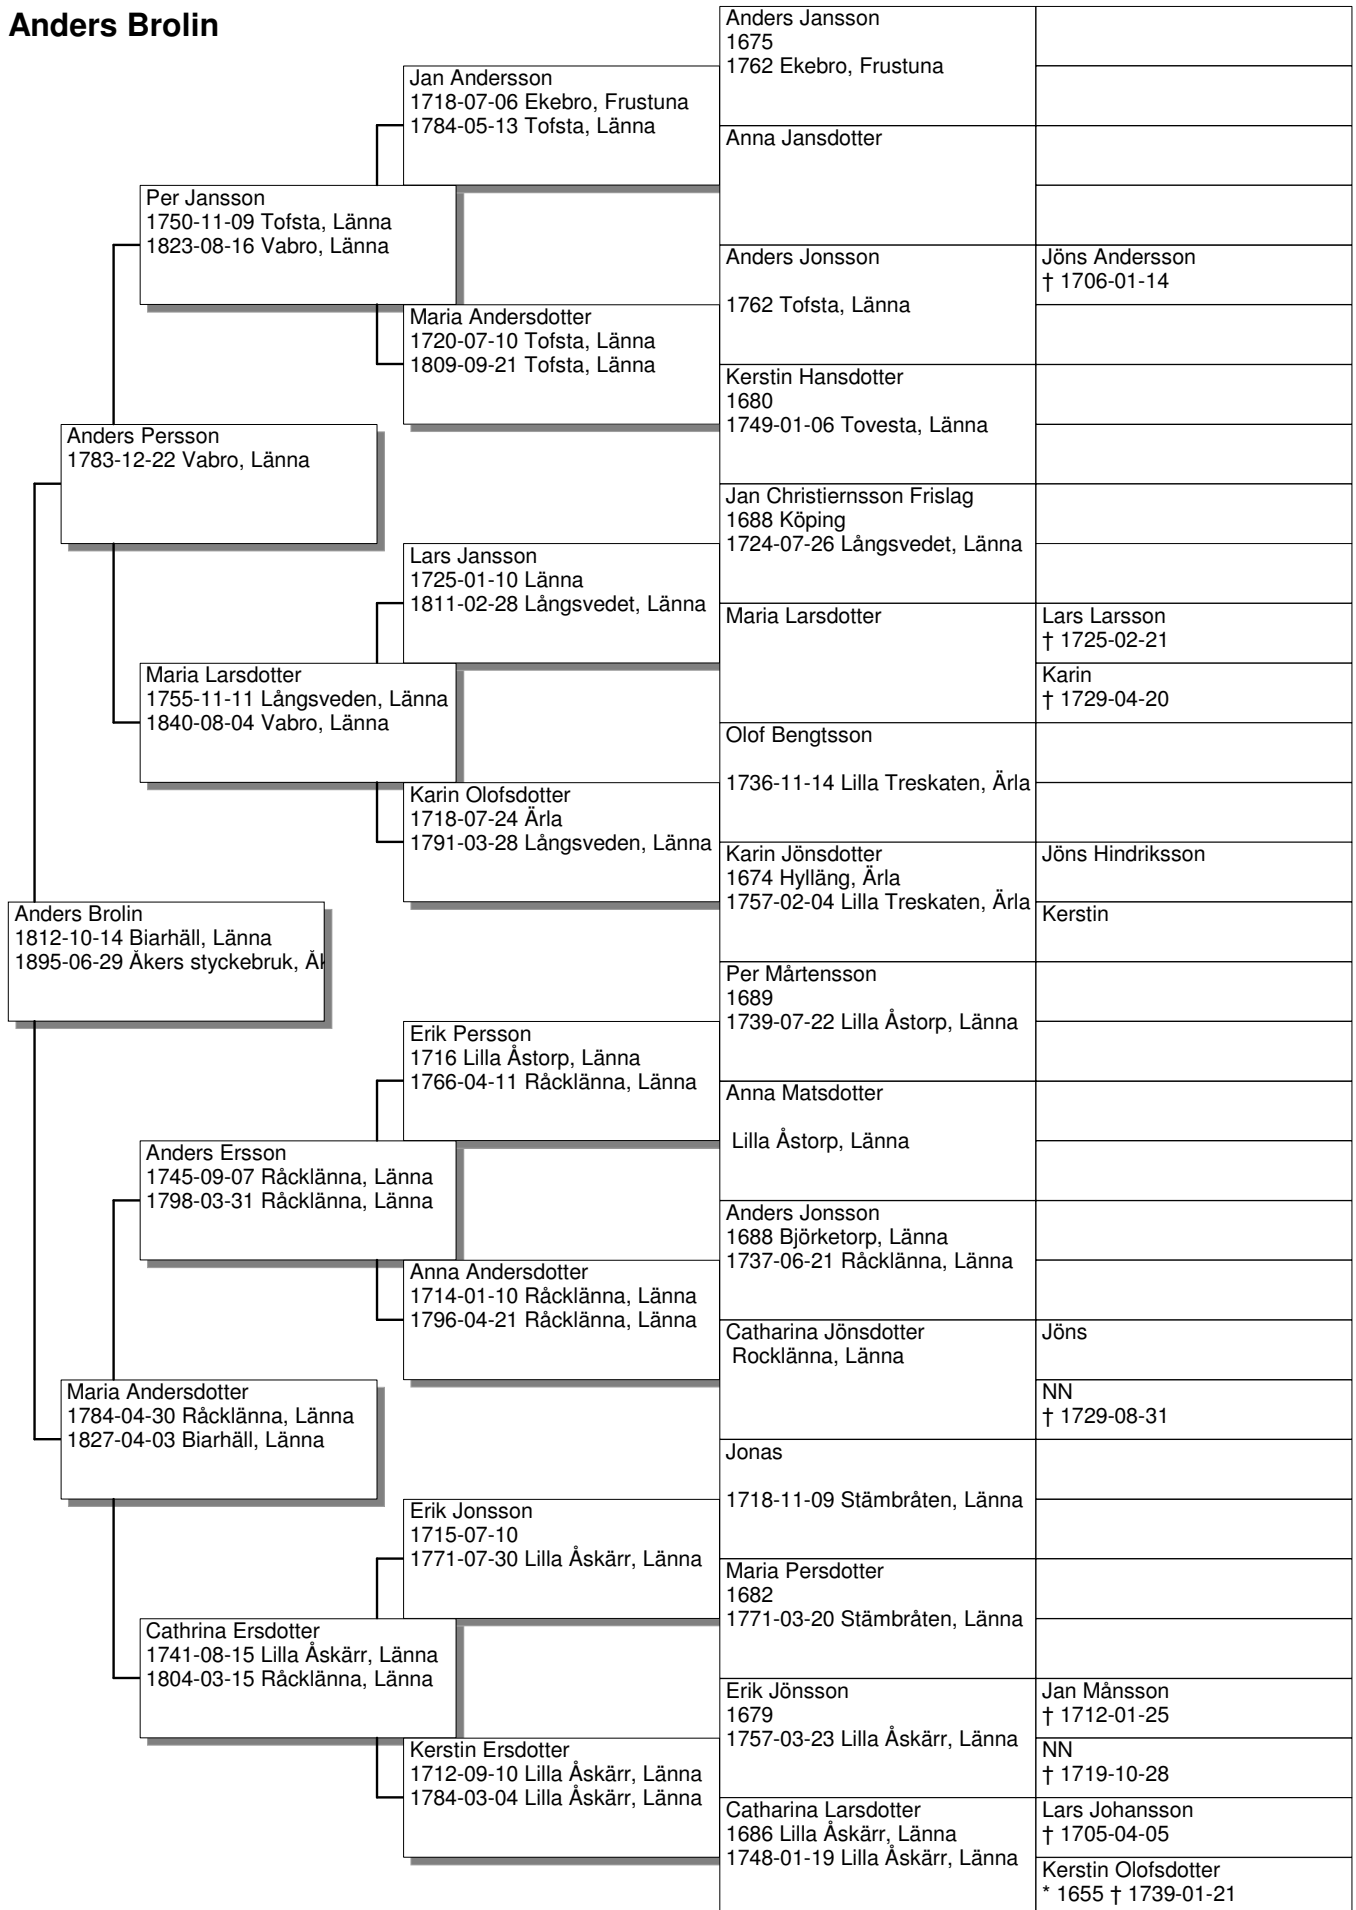 Anders Brolin
Anders Brolin
1812-10-14 Biarhäll, Länna
1895-06-29 Åkers styckebruk, Åk
Anders Persson
1783-12-22 Vabro, Länna
Maria Andersdotter
1784-04-30 Råcklänna, Länna
1827-04-03 Biarhäll, Länna
Per Jansson
1750-11-09 Tofsta, Länna
1823-08-16 Vabro, Länna
Maria Larsdotter
1755-11-11 Långsveden, Länna
1840-08-04 Vabro, Länna
Anders Ersson
1745-09-07 Råcklänna, Länna
1798-03-31 Råcklänna, Länna
Cathrina Ersdotter
1741-08-15 Lilla Åskärr, Länna
1804-03-15 Råcklänna, Länna
Jan Andersson
1718-07-06 Ekebro, Frustuna
1784-05-13 Tofsta, Länna
Maria Andersdotter
1720-07-10 Tofsta, Länna
1809-09-21 Tofsta, Länna
Lars Jansson
1725-01-10 Länna
1811-02-28 Långsvedet, Länna
Karin Olofsdotter
1718-07-24 Ärla
1791-03-28 Långsveden, Länna
Erik Persson
1716 Lilla Åstorp, Länna
1766-04-11 Råcklänna, Länna
Anna Andersdotter
1714-01-10 Råcklänna, Länna
1796-04-21 Råcklänna, Länna
Erik Jonsson
1715-07-10
1771-07-30 Lilla Åskärr, Länna
Kerstin Ersdotter
1712-09-10 Lilla Åskärr, Länna
1784-03-04 Lilla Åskärr, Länna
Anders Jansson
1675
1762 Ekebro, Frustuna
Anna Jansdotter
Anders Jonsson
1762 Tofsta, Länna
Kerstin Hansdotter
1680
1749-01-06 Tovesta, Länna
Jan Christiernsson Frislag
1688 Köping
1724-07-26 Långsvedet, Länna
Maria Larsdotter
Olof Bengtsson
1736-11-14 Lilla Treskaten, Ärla
Karin Jönsdotter
1674 Hylläng, Ärla
1757-02-04 Lilla Treskaten, Ärla
Per Mårtensson
1689
1739-07-22 Lilla Åstorp, Länna
Anna Matsdotter
Lilla Åstorp, Länna
Anders Jonsson
1688 Björketorp, Länna
1737-06-21 Råcklänna, Länna
Catharina Jönsdotter
Rocklänna, Länna
Jonas
1718-11-09 Stämbråten, Länna
Maria Persdotter
1682
1771-03-20 Stämbråten, Länna
Erik Jönsson
1679
1757-03-23 Lilla Åskärr, Länna
Catharina Larsdotter
1686 Lilla Åskärr, Länna
1748-01-19 Lilla Åskärr, Länna
Jöns Andersson
† 1706-01-14
Lars Larsson
† 1725-02-21
Karin
† 1729-04-20
Jöns Hindriksson
Kerstin
Jöns
NN
† 1729-08-31
Jan Månsson
† 1712-01-25
NN
† 1719-10-28
Lars Johansson
† 1705-04-05
Kerstin Olofsdotter
* 1655 † 1739-01-21